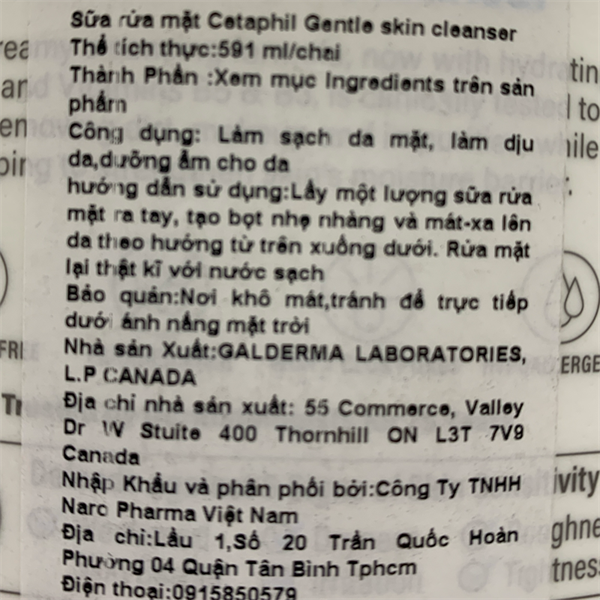 Sữa rửa mặt Cetaphil Gentle skin cleanser
Thể tích thực:591 ml/chai
Thành Phần :Xem mục Ingredients trên sản
phẩm
Công dụng: Làm sạch da mặt, làm dịu
da,dưỡng ẩm cho da
hướng dẫn sử dụng:Lấy một lượng sữa rửa
mặt ra tay, tạo bọt nhẹ nhàng và mát-xa lên
da theo hướng từ trên xuống dưới. Rửa mặt
lại thật kĩ với nước sạch
Bảo quản:Nơi khô mát,tránh để trực tiếp
dưới ánh nắng mặt trời
Nhà sản Xuất:GALDERMA LABORATORIES,
L.P CANADA
Địa chỉ nhà sản xuất: 55 Commerce, Valley
Dr W Stuite 400 Thornhill ON L3T 7V9
Canada
Nhập Khẩu và phân phối bởi:Công Ty TNHH
Naro Pharma Việt Nam
Địa chỉ:Lầu 1,Số 20 Trần Quốc Hoàn
Phường 04 Quận Tân Bình Tphcm
Điện thoại:0915850579